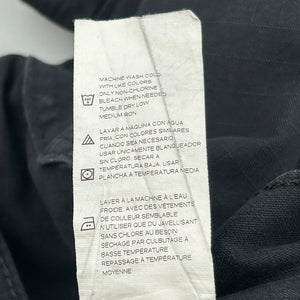 MACHINE WASH COLD
WITH LIKE COLORS
ONLY NON-CHLORINE
BLEACH WHEN NEEDED
TUMBLE DRY LOW
MEDIUM IRON
LAVAR A MAQUINA CON AGUA
FRIA, CON COLORES SIMILARES
CUANDO SEA NECESARIO
USAR ÚNICAMENTE BLANQUEADOR
SIN CLORO. SECAR A
TEMPERATURA BAJA. USAR
PLANCHA A TEMPERATURA MEDIA
LAVER À LA MACHINE À L'EAU
FROIDE, AVEC DES VÊTEMENTS
DE COULEUR SEMBLABLE
N'UTILISER QUE DU JAVELLISANT
SANS CHLORE AU BESOIN
SÉCHAGE PAR CULBUTAGE À
BASSE TEMPÉRATURE
REPASSAGE À TEMPÉRATURE
MOYENNE